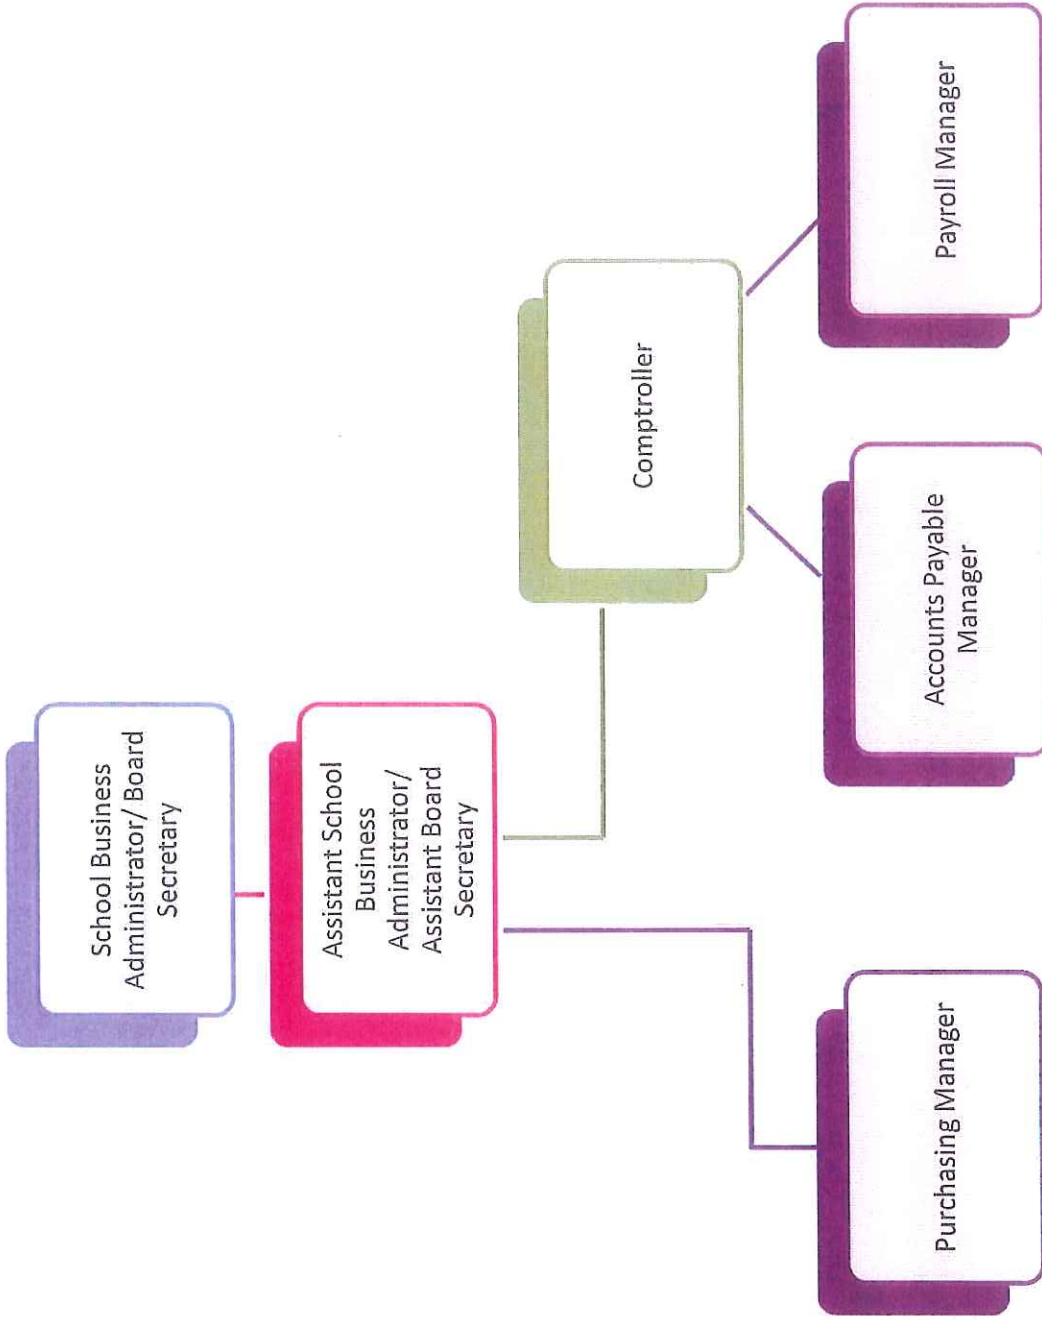 School Business
Administrator/ Board
Secretary
Assistant School
Business
Administrator/
Assistant Board
Secretary
Comptroller
Purchasing Manager
Accounts Payable
Manager
Payroll Manager